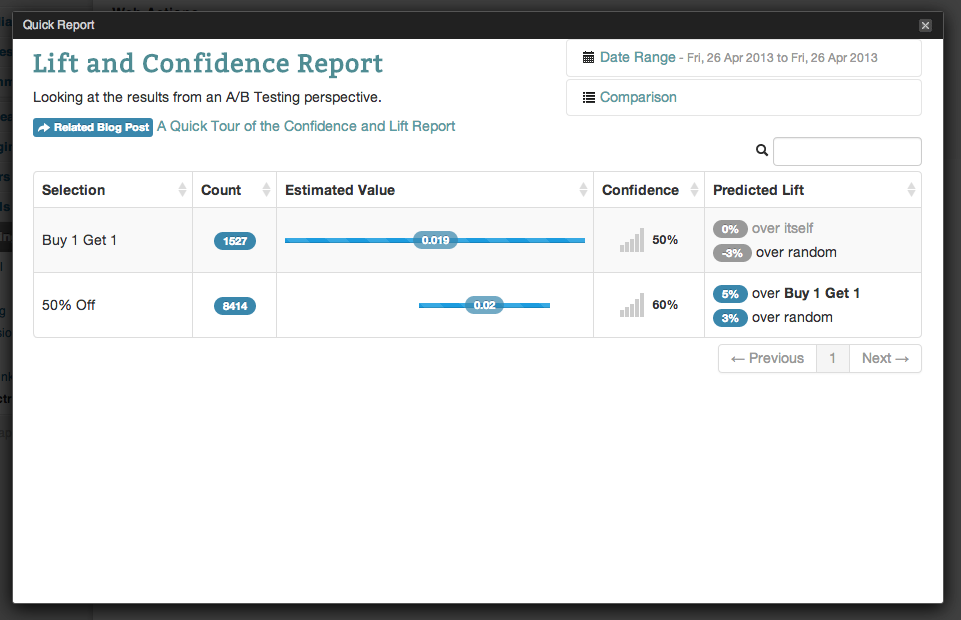 Quick Report
Lift and Confidence Report
Date Range - Fri, 26 Apr 2013 to Fri, 26 Apr 2013
Looking at the results from an A/B Testing perspective.
Comparison
Related Blog Post A Quick Tour of the Confidence and Lift Report
Selection Count Estimated Value Confidence Predicted Lift
Buy 1 Get 1 1527 0.019 50% 0% over itself
-3% over random
50% Off 8414 0.02 60% 5% over Buy 1 Get 1
3% over random
← Previous 1 Next →